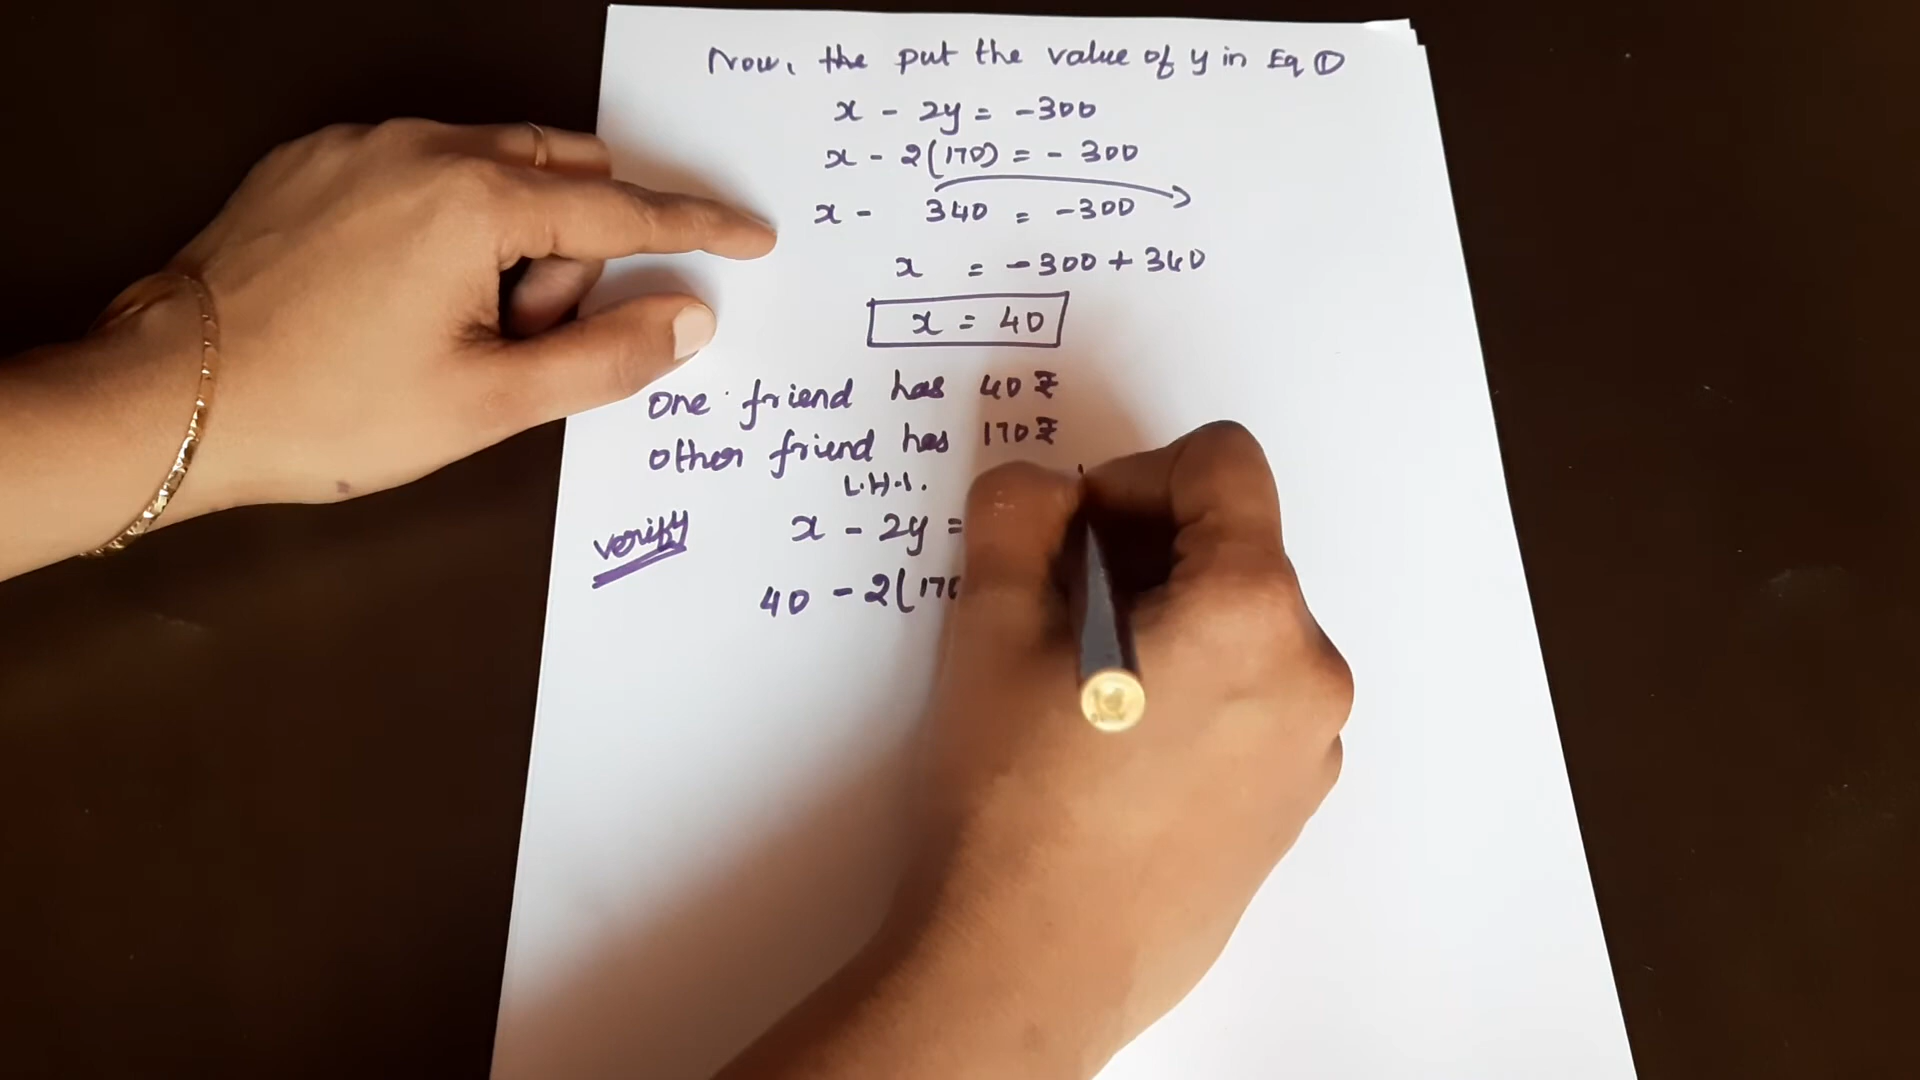 Now, the put the value of y in Eq ①
x - 2y = -300
x - 2(170) = - 300
x - 340 = -300
x = -300 + 340
x = 40
One friend has 40₹
other friend has 170₹
L.H.S.
verify x - 2y =
40 - 2(170